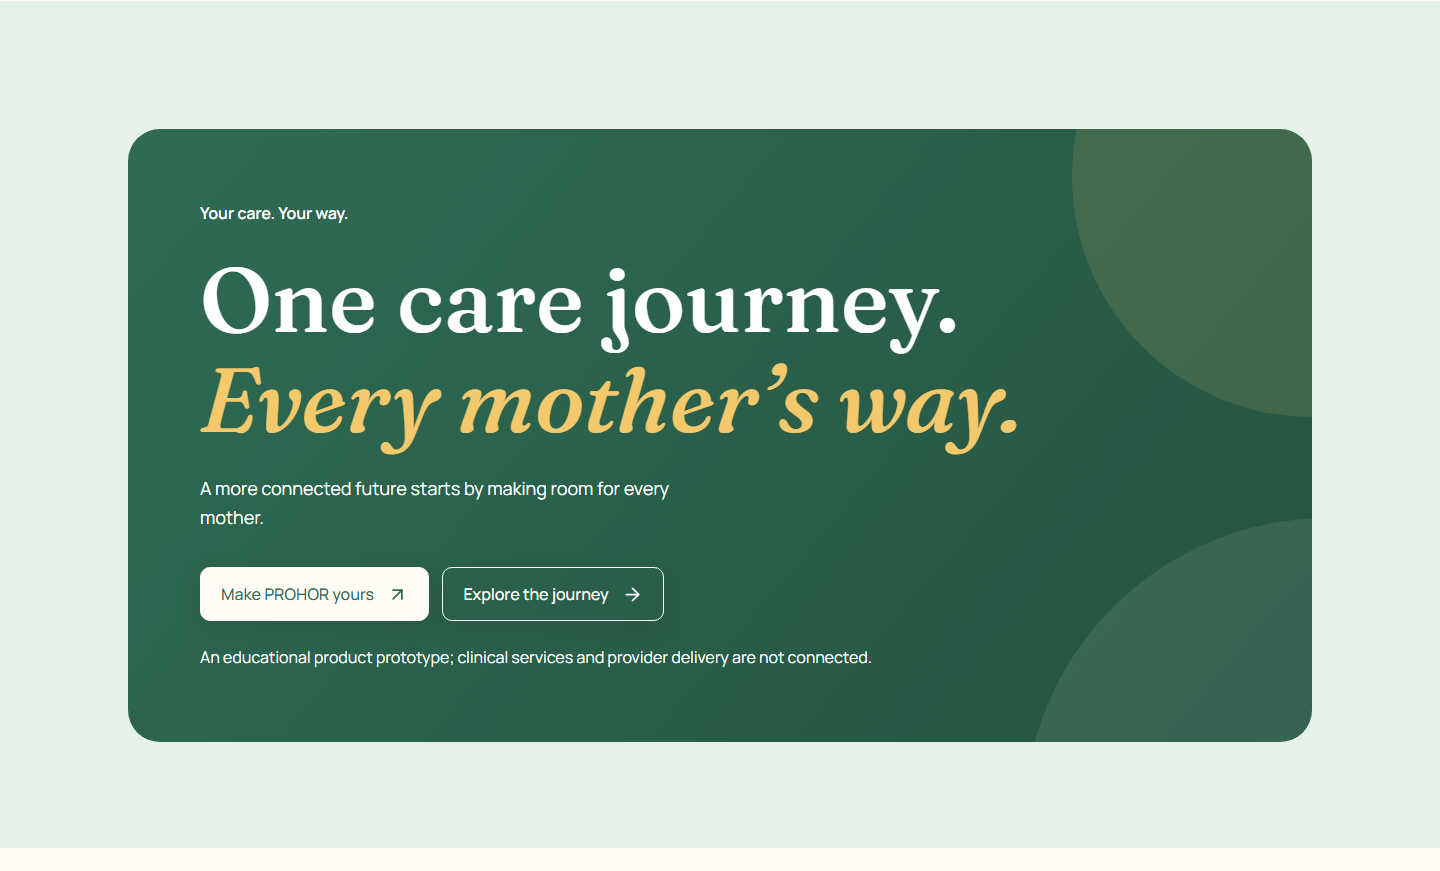 Your care. Your way.
One care journey.
Every mother’s way.
A more connected future starts by making room for every
mother.
Make PROHOR yours
Explore the journey
An educational product prototype; clinical services and provider delivery are not connected.